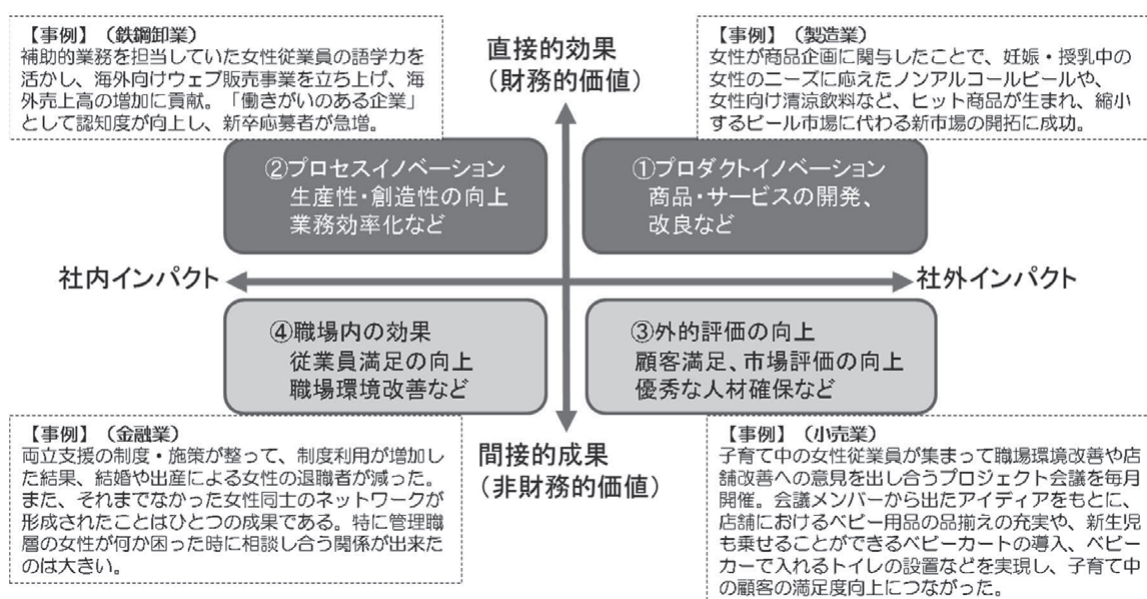 【事例】（鉄鋼卸業）
補助的業務を担当していた女性従業員の語学力を
活かし、海外向けウェブ販売事業を立ち上げ、海
外売上高の増加に貢献。「働きがいのある企業」
として認知度が向上し、新卒応募者が急増。
直接的効果
（財務的価値）
【事例】（製造業）
女性が商品企画に関与したことで、妊娠・授乳中の
女性のニーズに応えたノンアルコールビールや、
女性向け清涼飲料など、ヒット商品が生まれ、縮小
するビール市場に代わる新市場の開拓に成功。
②プロセスイノベーション
生産性・創造性の向上
業務効率化など
①プロダクトイノベーション
商品・サービスの開発、
改良など
社内インパクト
社外インパクト
④職場内の効果
従業員満足の向上
職場環境改善など
③外的評価の向上
顧客満足、市場評価の向上
優秀な人材確保など
【事例】（金融業）
両立支援の制度・施策が整って、制度利用が増加し
た結果、結婚や出産による女性の退職者が減った。
また、それまでなかった女性同士のネットワークが
形成されたことはひとつの成果である。特に管理職
層の女性が何か困った時に相談し合う関係が出来た
のは大きい。
間接的成果
（非財務的価値）
【事例】（小売業）
子育て中の女性従業員が集まって職場環境改善や店
舗改善への意見を出し合うプロジェクト会議を毎月
開催。会議メンバーから出たアイディアをもとに、
店舗におけるベビー用品の品揃えの充実や、新生児
も乗せることができるベビーカートの導入、ベビー
カーで入れるトイレの設置などを実現し、子育て中
の顧客の満足度向上につながった。